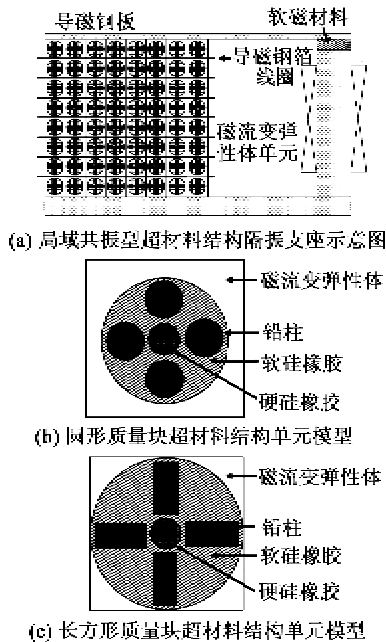 导磁钢板
软磁材料
导磁钢箔
线圈
磁流变弹
性体单元
(a) 局域共振型超材料结构隔振支座示意图
磁流变弹性体
铅柱
软硅橡胶
硬硅橡胶
(b) 圆形质量块超材料结构单元模型
磁流变弹性体
铅柱
软硅橡胶
硬硅橡胶
(c) 长方形质量块超材料结构单元模型